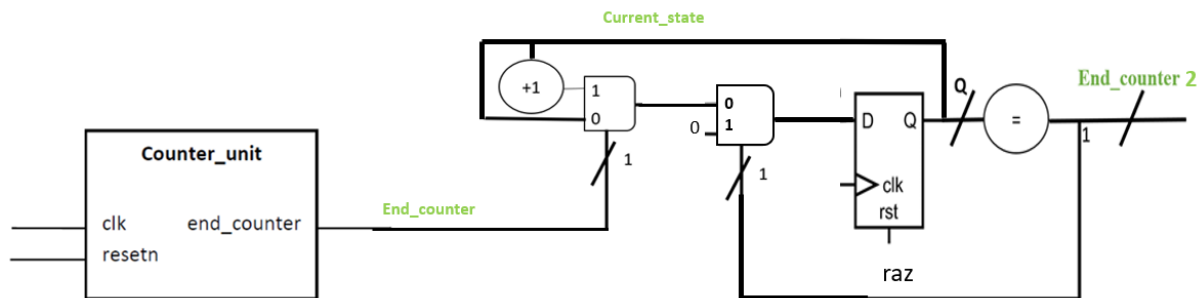 Current_state
+1
1
0
0
1
0
1
1
D
Q
clk
rst
raz
Q
=
End_counter 2
1
Counter_unit
clk
end_counter
resetn
End_counter